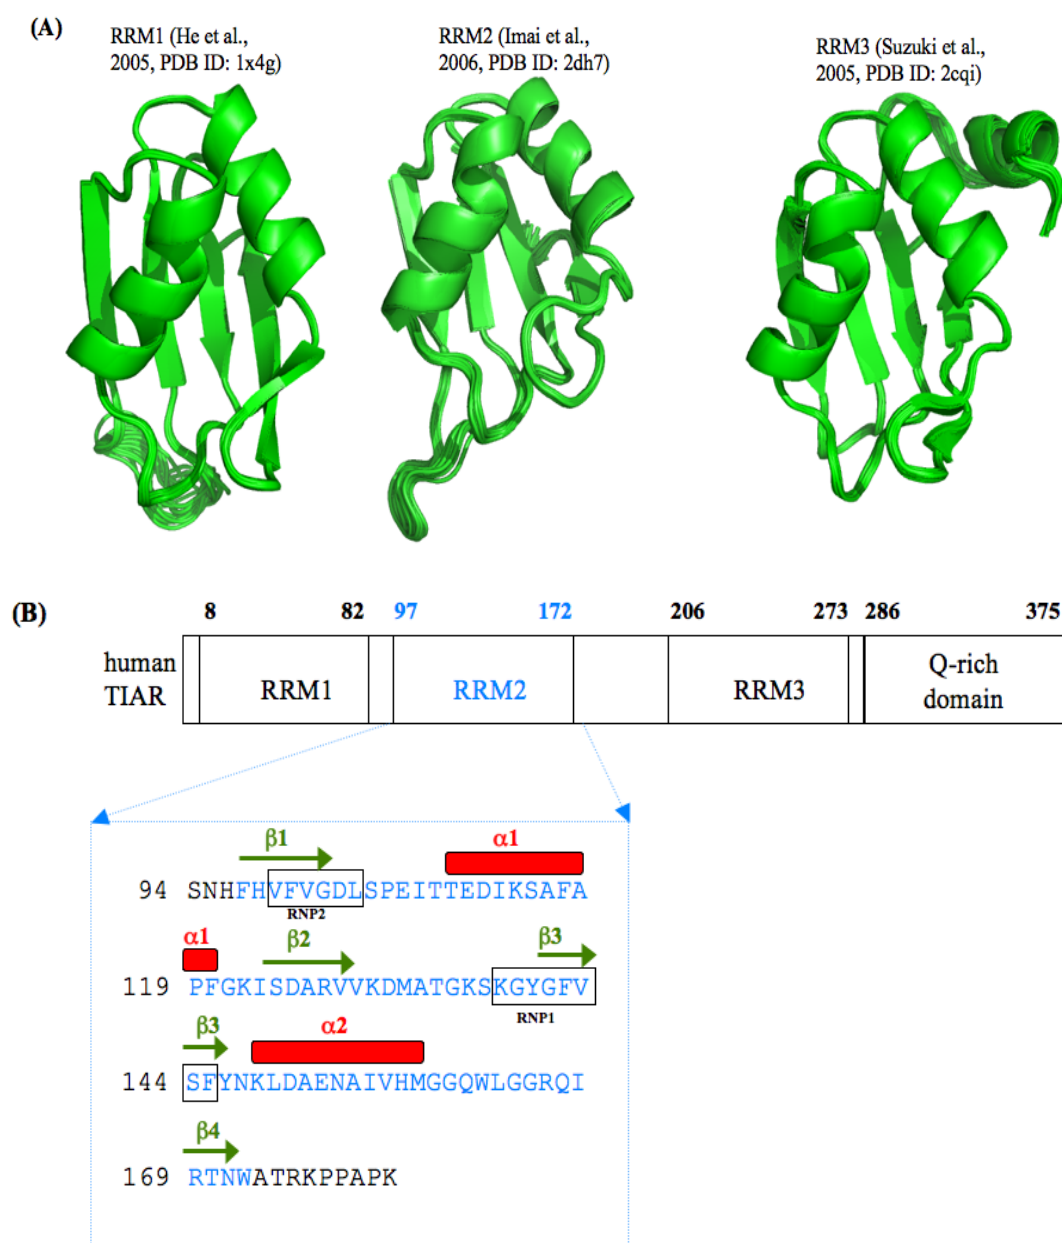 (A)
RRM1 (He et al.,
2005, PDB ID: 1x4g)
RRM2 (Imai et al.,
2006, PDB ID: 2dh7)
RRM3 (Suzuki et al.,
2005, PDB ID: 2cqi)
(B)
8 82 97 172 206 273 286 375
human
TIAR
RRM1
RRM2
RRM3
Q-rich
domain
β1 α1
94 SNHFHVFVGDLSPEITTEDIKSAFA
RNP2
α1 β2 β3
119 PFGKISDARVVKDMATGKSKGYGFV
RNP1
β3 α2
144 SFYNKLDAENAIVHMGGQWLGGRQI
β4
169 RTNWATRKPPAPK